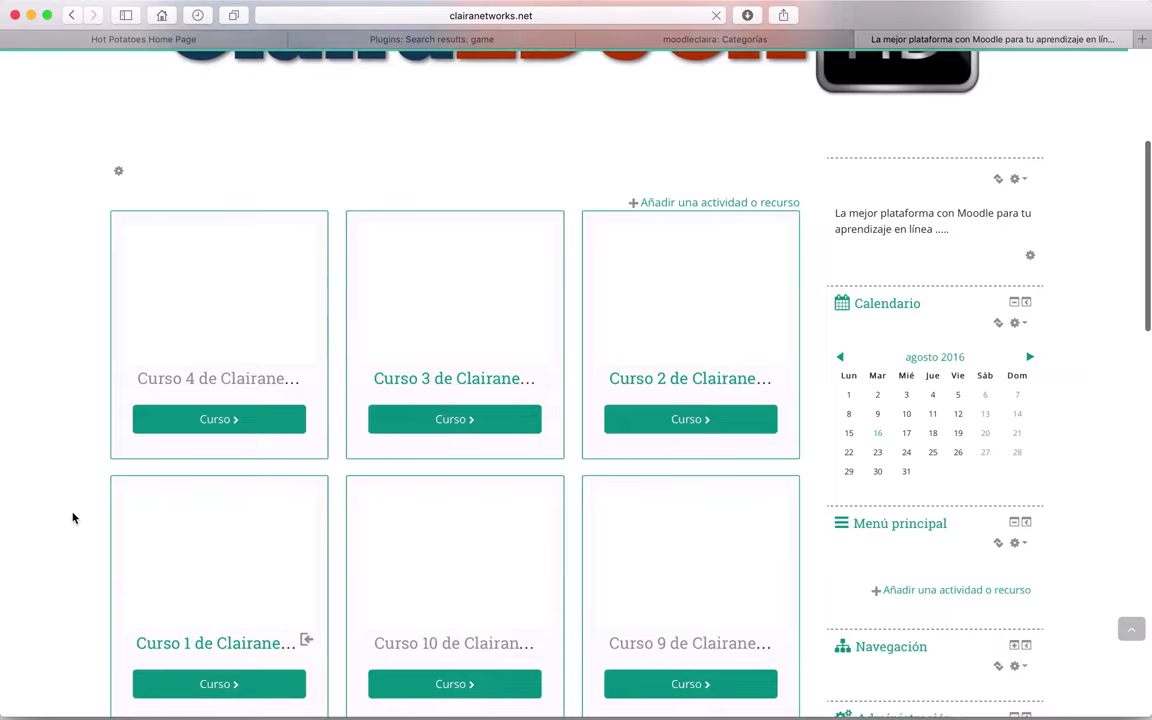 clairanetworks.net
Hot Potatoes Home Page
Plugins: Search results: game
moodleclaira: Categorías
La mejor plataforma con Moodle para tu aprendizaje en lín...
Añadir una actividad o recurso
Curso 4 de Clairane...
Curso
Curso 3 de Clairane...
Curso
Curso 2 de Clairane...
Curso
Curso 1 de Clairane...
Curso
Curso 10 de Clairan...
Curso
Curso 9 de Clairane...
Curso
La mejor plataforma con Moodle para tu
aprendizaje en línea .....
Calendario
agosto 2016
Lun Mar Mié Jue Vie Sáb Dom
1 2 3 4 5 6 7
8 9 10 11 12 13 14
15 16 17 18 19 20 21
22 23 24 25 26 27 28
29 30 31
Menú principal
Añadir una actividad o recurso
Navegación